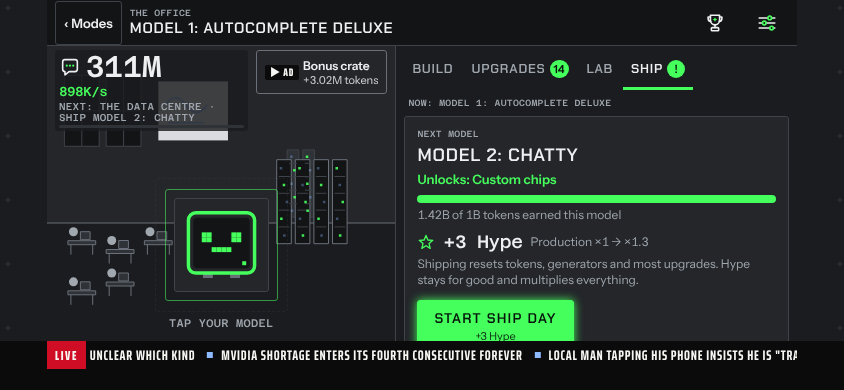 ‹ Modes
THE OFFICE
MODEL 1: AUTOCOMPLETE DELUXE
311M
898K/s
NEXT: THE DATA CENTRE ·
SHIP MODEL 2: CHATTY
AD
Bonus crate
+3.02M tokens
TAP YOUR MODEL
BUILD
UPGRADES 14
LAB
SHIP !
NOW: MODEL 1: AUTOCOMPLETE DELUXE
NEXT MODEL
MODEL 2: CHATTY
Unlocks: Custom chips
1.42B of 1B tokens earned this model
+3 Hype Production ×1 → ×1.3
Shipping resets tokens, generators and most upgrades. Hype
stays for good and multiplies everything.
START SHIP DAY
+3 Hype
LIVE UNCLEAR WHICH KIND ■ MVIDIA SHORTAGE ENTERS ITS FOURTH CONSECUTIVE FOREVER ■ LOCAL MAN TAPPING HIS PHONE INSISTS HE IS "TRA